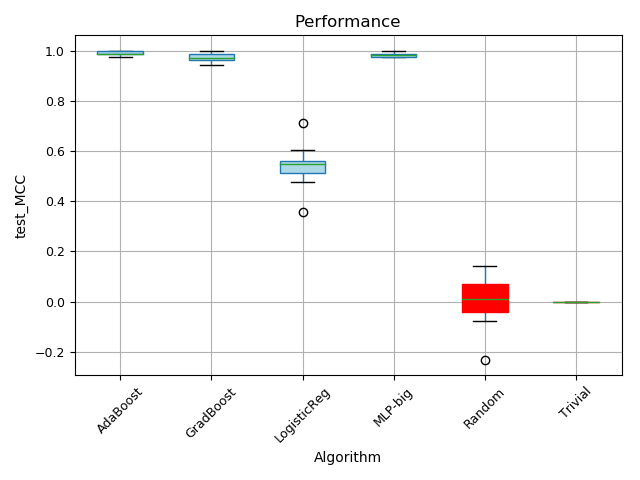 Performance
1.0
0.8
0.6
0.4
0.2
0.0
−0.2
test_MCC
AdaBoost
GradBoost
LogisticReg
MLP-big
Random
Trivial
Algorithm